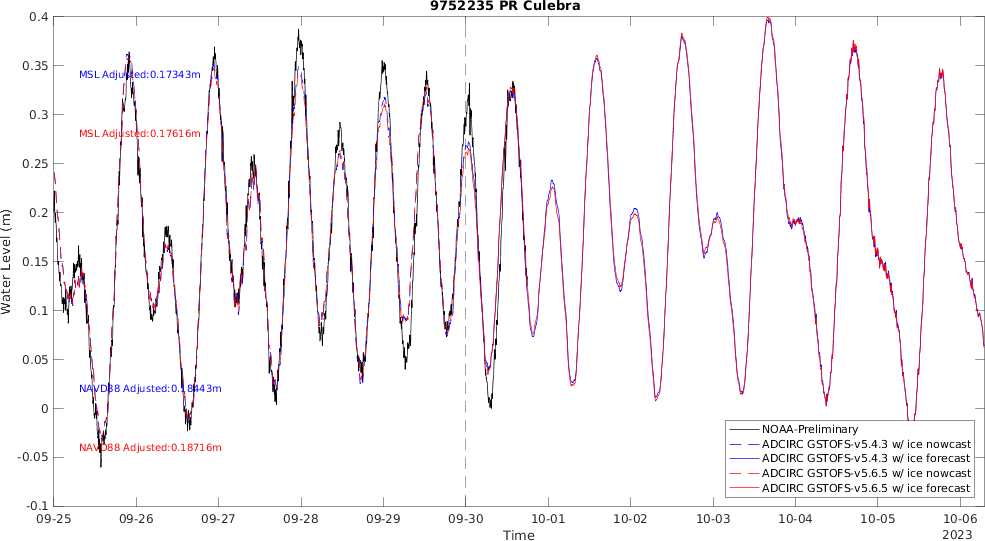 9752235 PR Culebra
0.4
0.35
0.3
0.25
0.2
0.15
0.1
0.05
0
-0.05
-0.1
Water Level (m)
MSL Adjusted:0.17343m
MSL Adjusted:0.17616m
NAVD88 Adjusted:0.18443m
NAVD88 Adjusted:0.18716m
NOAA-Preliminary
ADCIRC GSTOFS-v5.4.3 w/ ice nowcast
ADCIRC GSTOFS-v5.4.3 w/ ice forecast
ADCIRC GSTOFS-v5.6.5 w/ ice nowcast
ADCIRC GSTOFS-v5.6.5 w/ ice forecast
09-25 09-26 09-27 09-28 09-29 09-30 10-01 10-02 10-03 10-04 10-05 10-06
2023
Time